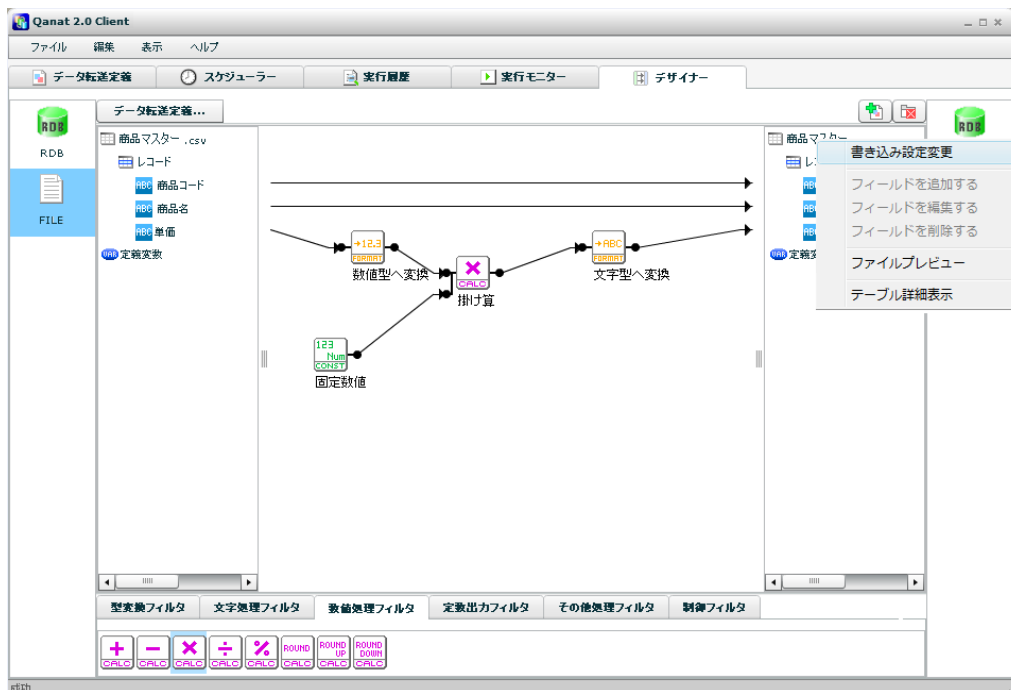 Qanat 2.0 Client
ファイル 編集 表示 ヘルプ
データ転送定義 スケジューラー 実行履歴 実行モニター デザイナー
RDB
RDB
FILE
データ転送定義...
商品マスター .csv
レコード
ABC 商品コード
ABC 商品名
ABC 単価
VAR 定義変数
→12.3
FORMAT
数値型へ変換
CALC
掛け算
→ABC
FORMAT
文字型へ変換
123
Num
CONST
固定数値
商品マスター
レ
定義
書き込み設定変更
フィールドを追加する
フィールドを編集する
フィールドを削除する
ファイルプレビュー
テーブル詳細表示
RDB
型変換フィルタ 文字処理フィルタ 数値処理フィルタ 定数出力フィルタ その他処理フィルタ 制御フィルタ
+ CALC
− CALC
× CALC
÷ CALC
% CALC
ROUND CALC
ROUND UP CALC
ROUND DOWN CALC